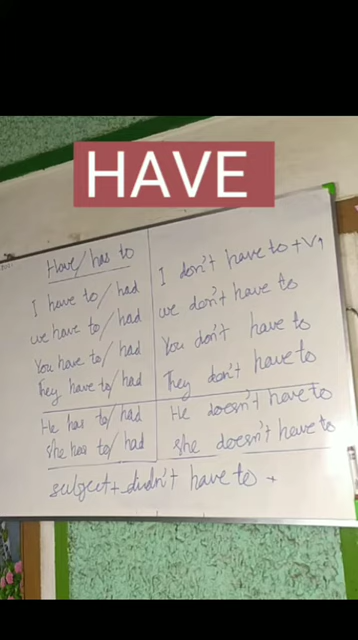 HAVE
Have/has to
I have to/had
we have to/had
You have to/had
They have to/had
He has to/had
she has to/had
I don't have to + V1
we don't have to
You don't have to
They don't have to
He doesn't have to
she doesn't have to
subject + didn't have to +